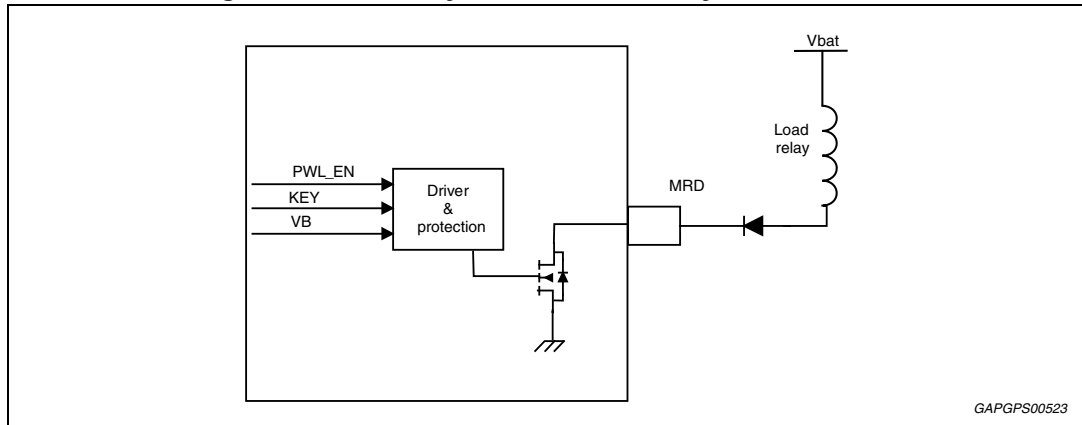 Vbat
Load
relay
MRD
PWL_EN
KEY
VB
Driver
&
protection
GAPGPS00523